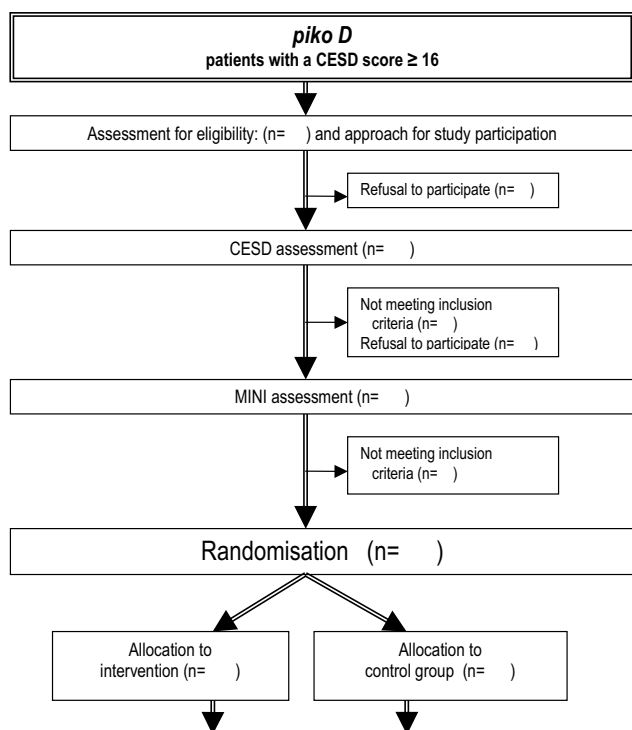 piko D
patients with a CESD score ≥ 16
Assessment for eligibility: (n=     ) and approach for study participation
Refusal to participate (n=    )
CESD assessment (n=      )
Not meeting inclusion
criteria (n=    )
Refusal to participate (n=    )
MINI assessment (n=      )
Not meeting inclusion
criteria (n=    )
Randomisation (n=      )
Allocation to
intervention (n=      )
Allocation to
control group (n=      )